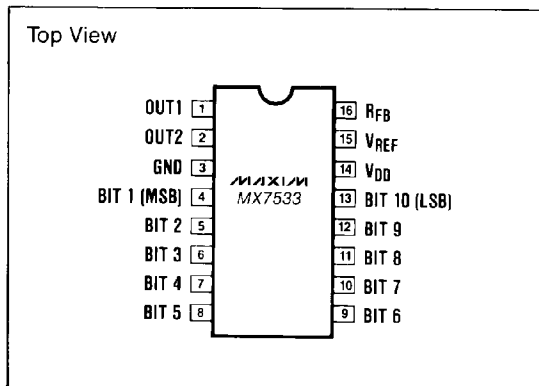 Top View
OUT1 1
OUT2 2
GND 3
BIT 1 (MSB) 4
BIT 2 5
BIT 3 6
BIT 4 7
BIT 5 8
MAXIM
MX7533
16 RFB
15 VREF
14 VDD
13 BIT 10 (LSB)
12 BIT 9
11 BIT 8
10 BIT 7
9 BIT 6